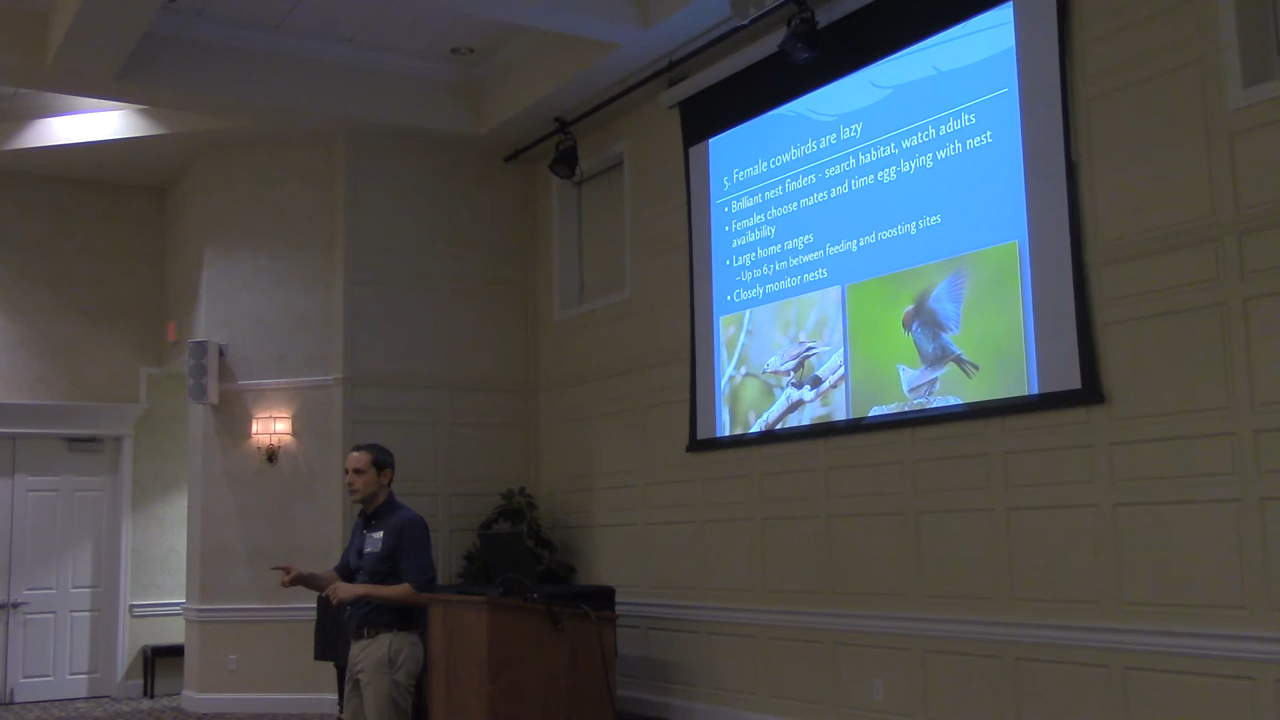 5. Female cowbirds are lazy
• Brilliant nest finders - search habitat, watch adults
• Females choose mates and time egg-laying with nest
availability
• Large home ranges
– Up to 6.7 km between feeding and roosting sites
• Closely monitor nests